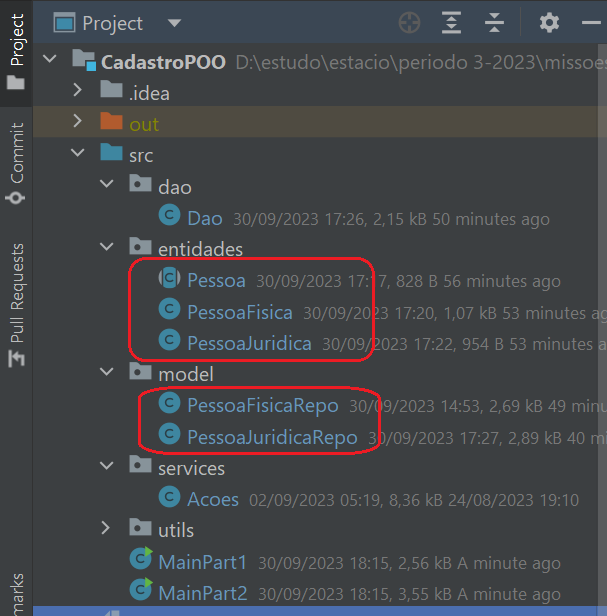 Project
CadastroPOO D:\estudo\estacio\periodo 3-2023\missoes
.idea
out
src
dao
Dao 30/09/2023 17:26, 2,15 kB 50 minutes ago
entidades
Pessoa 30/09/2023 17:17, 828 B 56 minutes ago
PessoaFisica 30/09/2023 17:20, 1,07 kB 53 minutes
PessoaJuridica 30/09/2023 17:22, 954 B 53 minutes a
model
PessoaFisicaRepo 30/09/2023 14:53, 2,69 kB 49 minu
PessoaJuridicaRepo 30/09/2023 17:27, 2,89 kB 40 min
services
Acoes 02/09/2023 05:19, 8,36 kB 24/08/2023 19:10
utils
MainPart1 30/09/2023 18:15, 2,56 kB A minute ago
MainPart2 30/09/2023 18:15, 3,55 kB A minute ago
Project
Commit
Pull Requests
marks